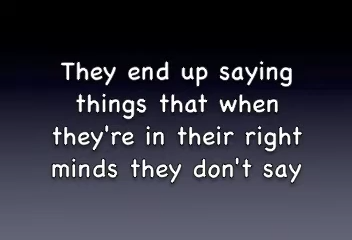 They end up saying
things that when
they're in their right
minds they don't say